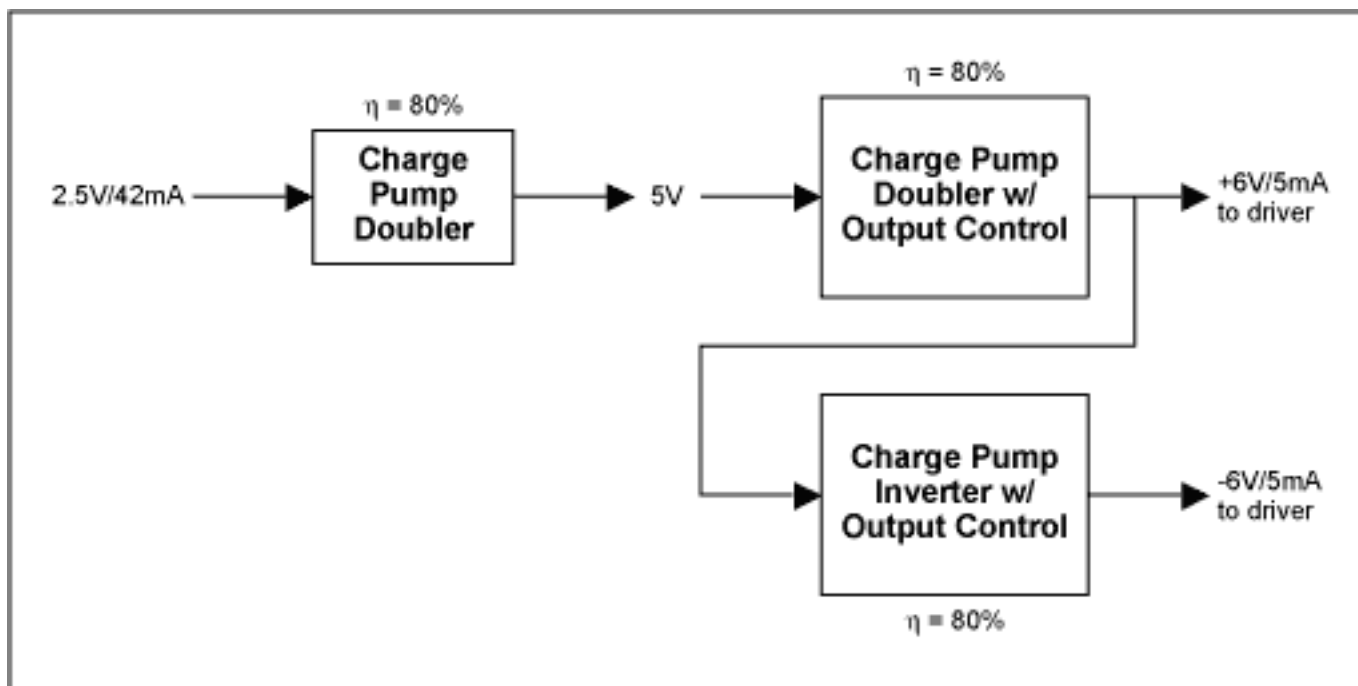 η = 80%
Charge
Pump
Doubler
2.5V/42mA
5V
η = 80%
Charge Pump
Doubler w/
Output Control
+6V/5mA
to driver
Charge Pump
Inverter w/
Output Control
-6V/5mA
to driver
η = 80%